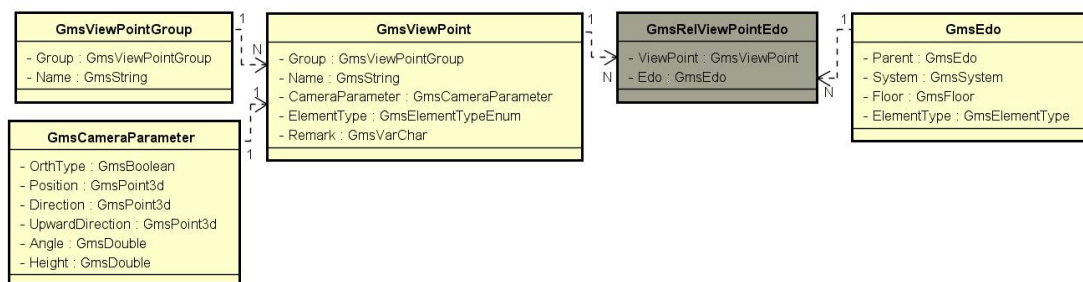 GmsViewPointGroup
- Group : GmsViewPointGroup
- Name : GmsString
1
N
GmsCameraParameter
- OrthType : GmsBoolean
- Position : GmsPoint3d
- Direction : GmsPoint3d
- UpwardDirection : GmsPoint3d
- Angle : GmsDouble
- Height : GmsDouble
1
1
GmsViewPoint
- Group : GmsViewPointGroup
- Name : GmsString
- CameraParameter : GmsCameraParameter
- ElementType : GmsElementTypeEnum
- Remark : GmsVarChar
1
N
GmsRelViewPointEdo
- ViewPoint : GmsViewPoint
- Edo : GmsEdo
1
N
GmsEdo
- Parent : GmsEdo
- System : GmsSystem
- Floor : GmsFloor
- ElementType : GmsElementType